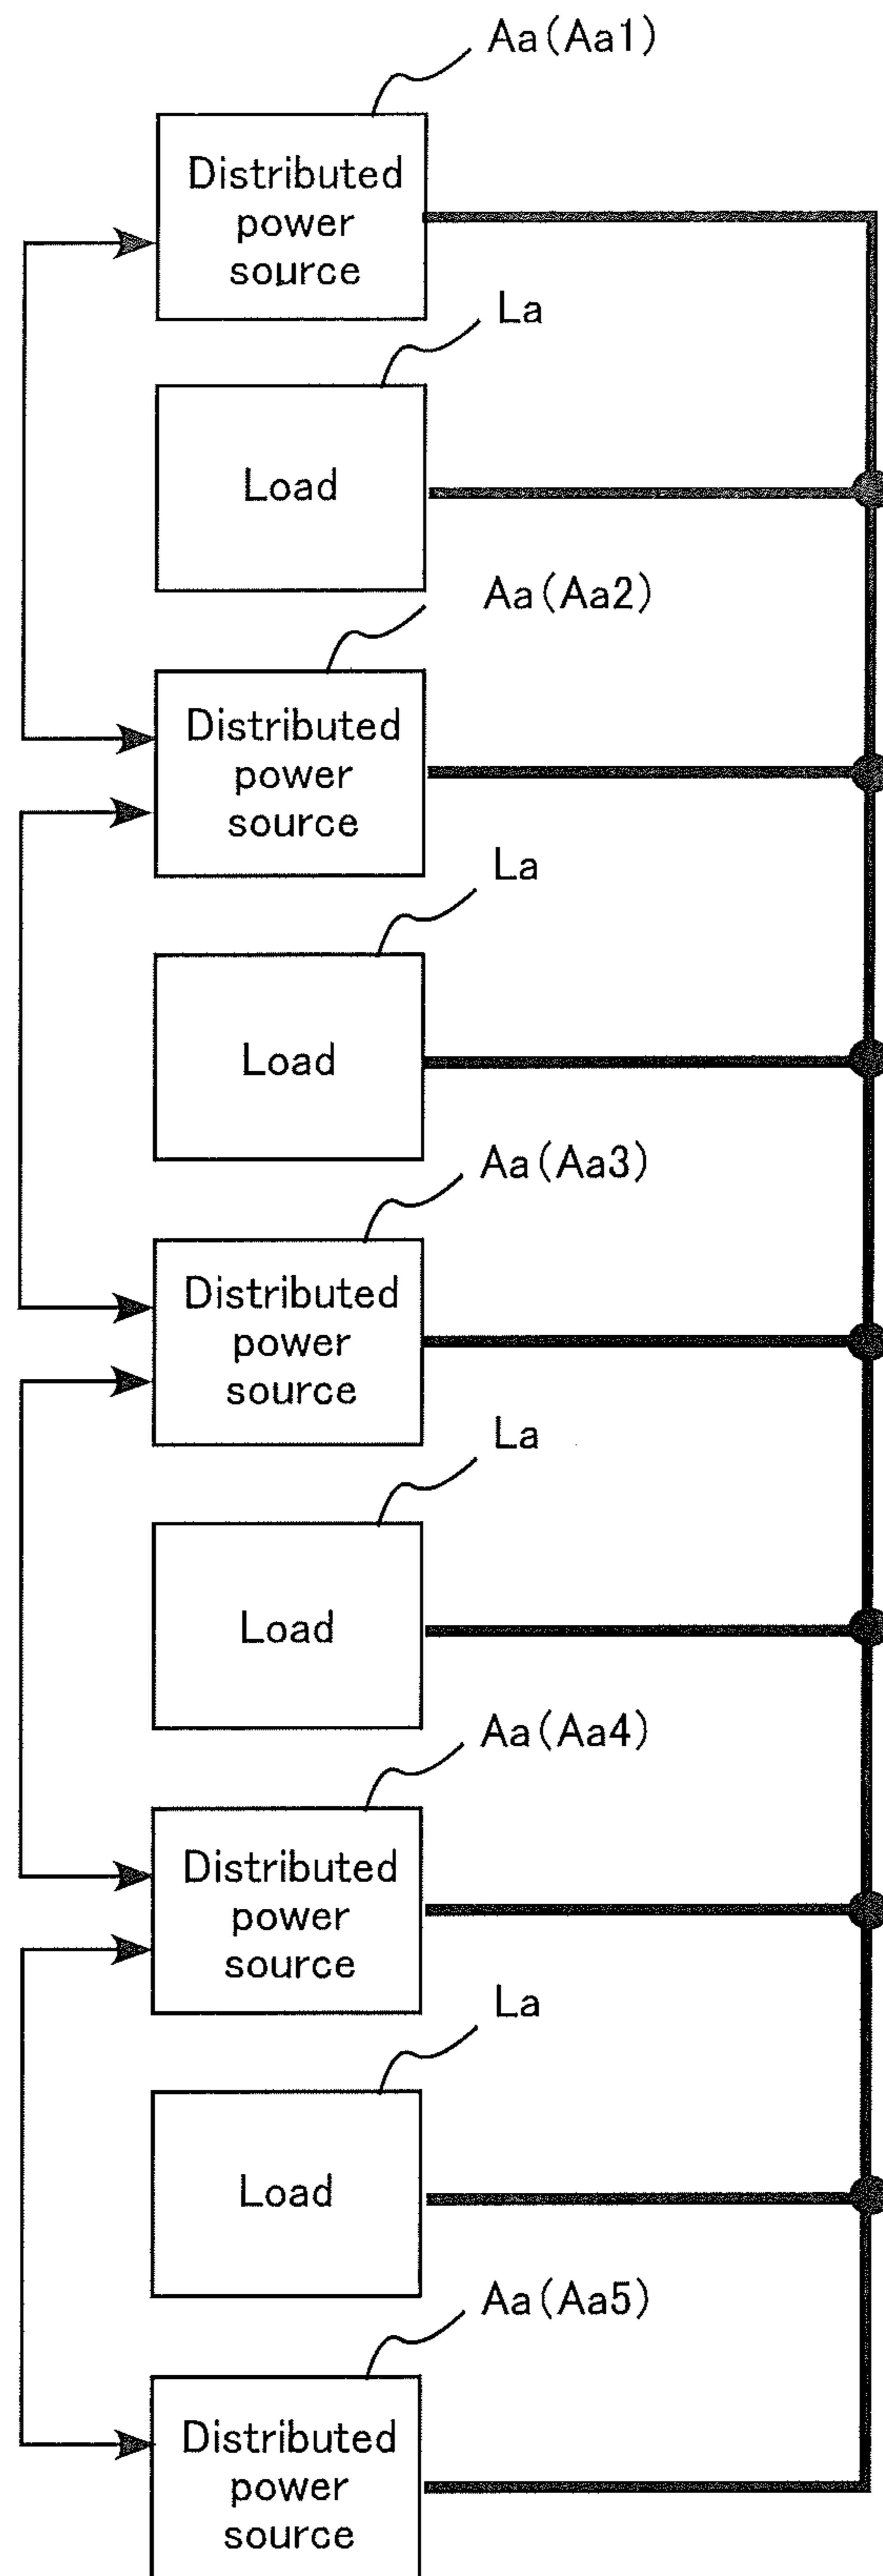 Aa(Aa1)
Distributed
power
source
La
Load
Aa(Aa2)
Distributed
power
source
La
Load
Aa(Aa3)
Distributed
power
source
La
Load
Aa(Aa4)
Distributed
power
source
La
Load
Aa(Aa5)
Distributed
power
source